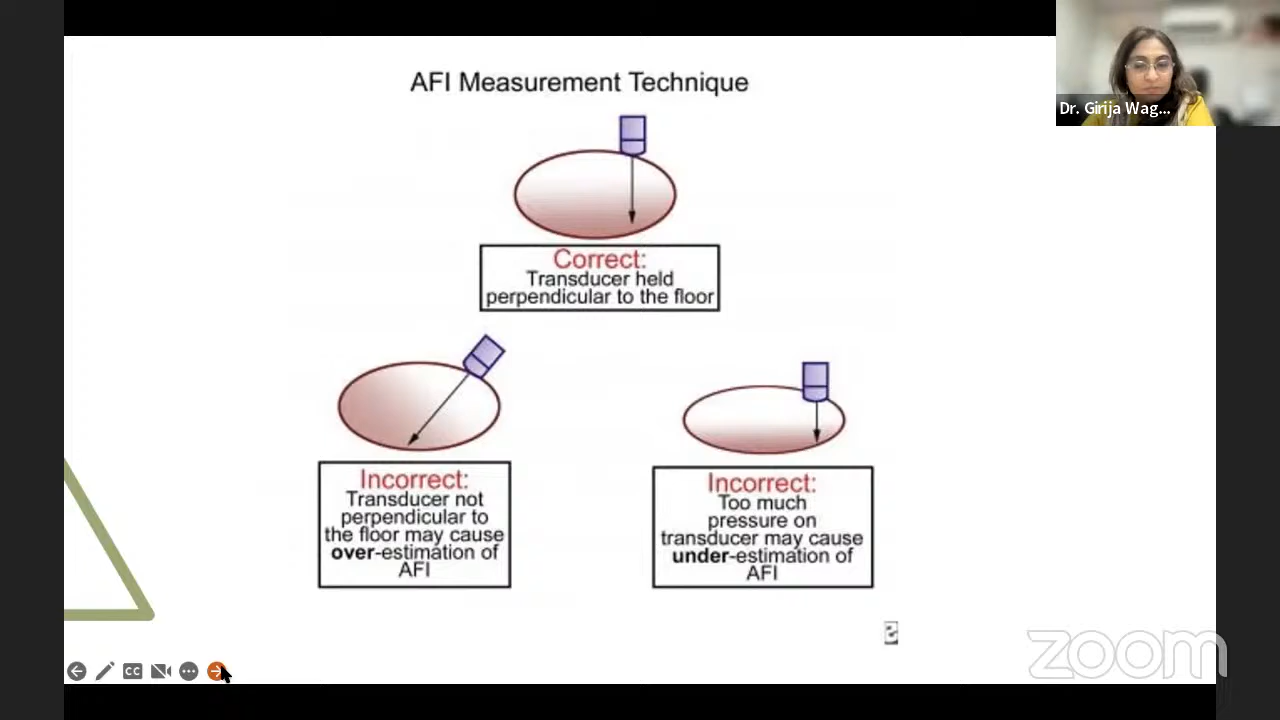 AFI Measurement Technique
Dr. Girija Wag...
Correct:
Transducer held
perpendicular to the floor
Incorrect:
Transducer not
perpendicular to
the floor may cause
over-estimation of
AFI
Incorrect:
Too much
pressure on
transducer may cause
under-estimation of
AFI
CC
zoom